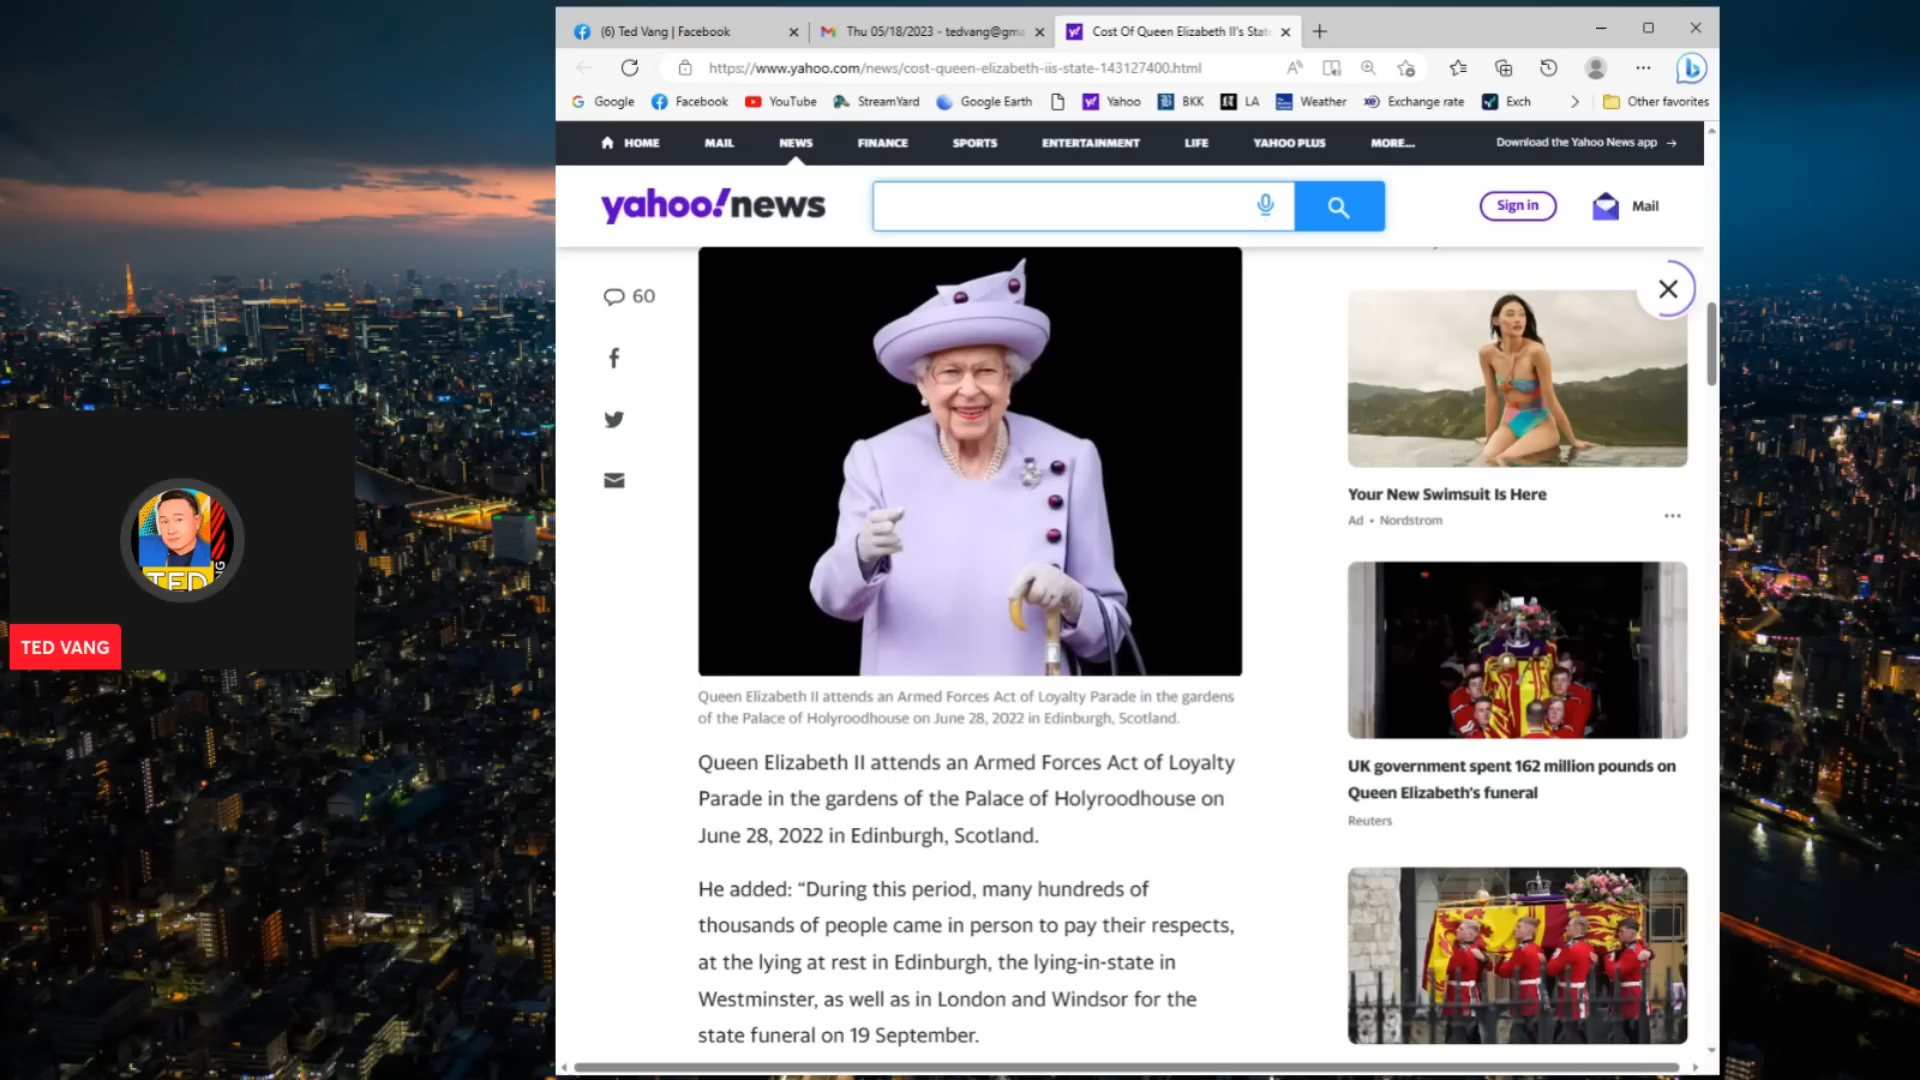 (6) Ted Vang | Facebook
Thu 05/18/2023 - tedvang@gma
Cost Of Queen Elizabeth II's Stat
https://www.yahoo.com/news/cost-queen-elizabeth-iis-state-143127400.html
Google
Facebook
YouTube
StreamYard
Google Earth
Yahoo
BKK
LA
Weather
Exchange rate
Exch
Other favorites
HOME
MAIL
NEWS
FINANCE
SPORTS
ENTERTAINMENT
LIFE
YAHOO PLUS
MORE...
Download the Yahoo News app →
yahoo!news
Sign in
Mail
60
Queen Elizabeth II attends an Armed Forces Act of Loyalty Parade in the gardens
of the Palace of Holyroodhouse on June 28, 2022 in Edinburgh, Scotland.
Queen Elizabeth II attends an Armed Forces Act of Loyalty
Parade in the gardens of the Palace of Holyroodhouse on
June 28, 2022 in Edinburgh, Scotland.
He added: “During this period, many hundreds of
thousands of people came in person to pay their respects,
at the lying at rest in Edinburgh, the lying-in-state in
Westminster, as well as in London and Windsor for the
state funeral on 19 September.
Your New Swimsuit Is Here
Ad • Nordstrom
UK government spent 162 million pounds on
Queen Elizabeth's funeral
Reuters
TED
NG
TED VANG